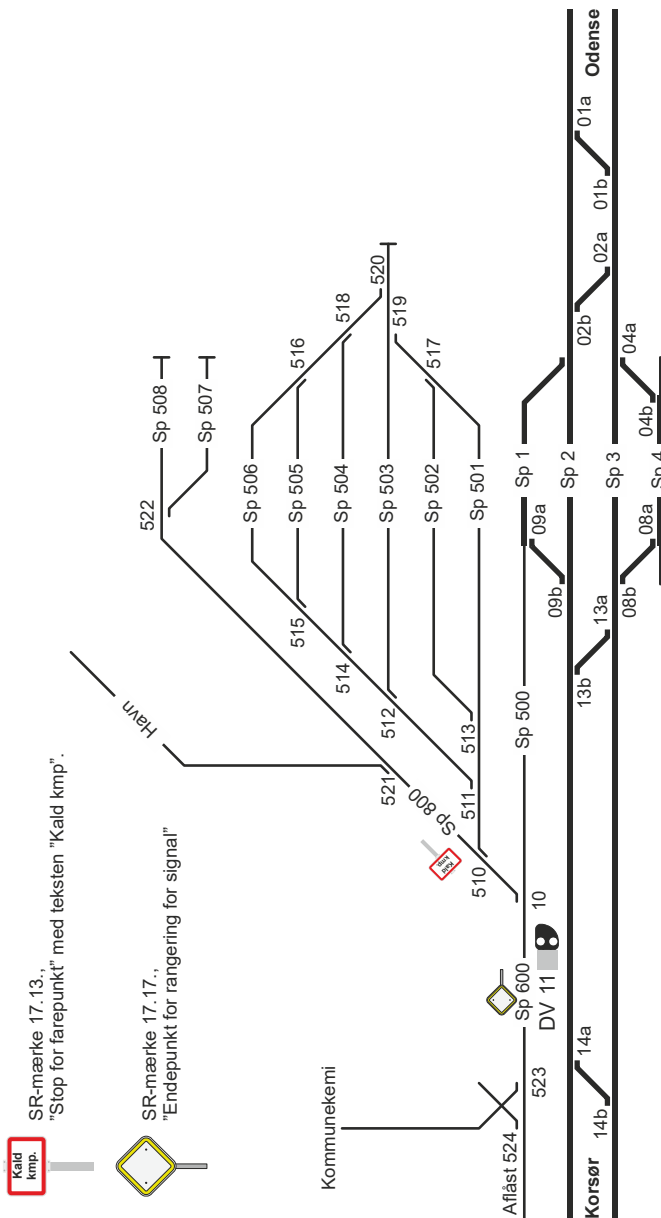 Kald
kmp.
SR-mærke 17.13.,
"Stop for farepunkt" med teksten "Kald kmp".
SR-mærke 17.17.,
"Endepunkt for rangering for signal"
Havn
Sp 508
Sp 507
522
Sp 506
Sp 505
Sp 504
Sp 503
Sp 502
Sp 501
516
518
520
519
517
515
514
512
513
511
521
Sp 800
Kald
kmp.
510
Kommunekemi
Aflåst 524
523
Sp 600
DV 11
10
Sp 500
Sp 1
09a
09b
Sp 2
Sp 3
Sp 4
Korsør
14b
14a
13b
13a
08b
08a
04b
04a
02b
02a
01b
01a
Odense